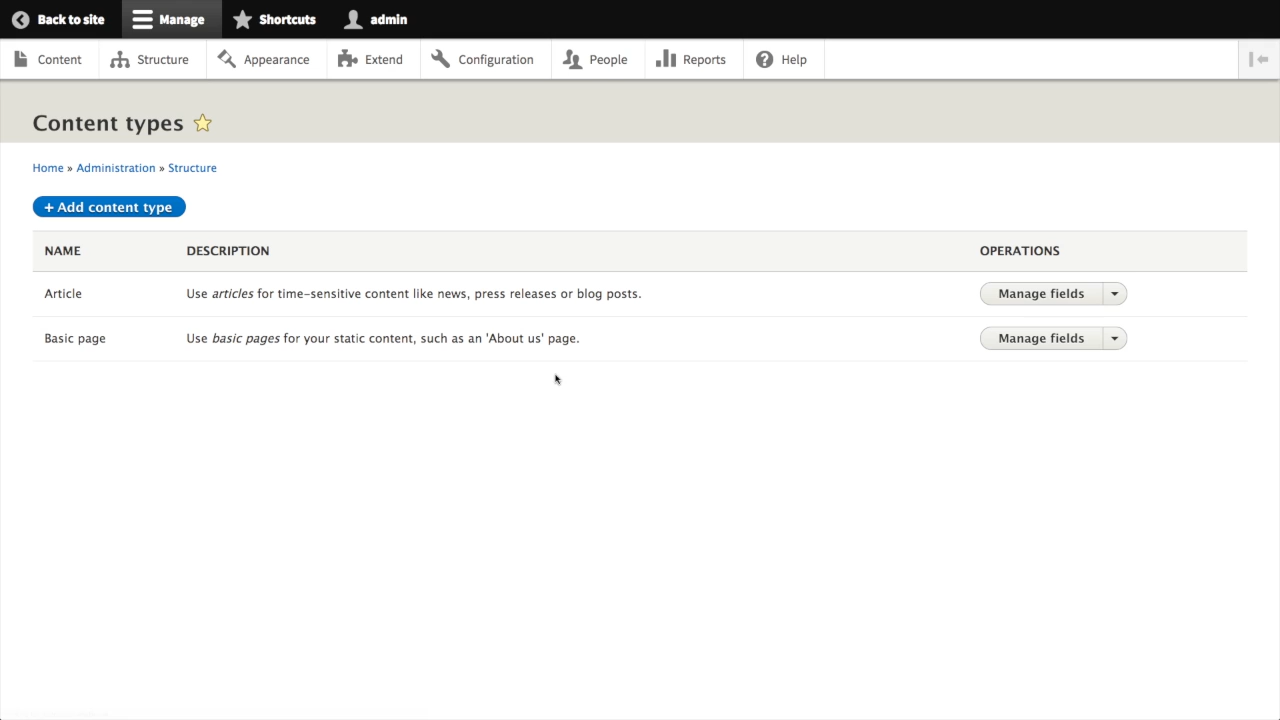 Back to site Manage Shortcuts admin
Content Structure Appearance Extend Configuration People Reports Help
Content types
Home » Administration » Structure
+ Add content type
NAME DESCRIPTION OPERATIONS
Article Use articles for time-sensitive content like news, press releases or blog posts. Manage fields
Basic page Use basic pages for your static content, such as an 'About us' page. Manage fields